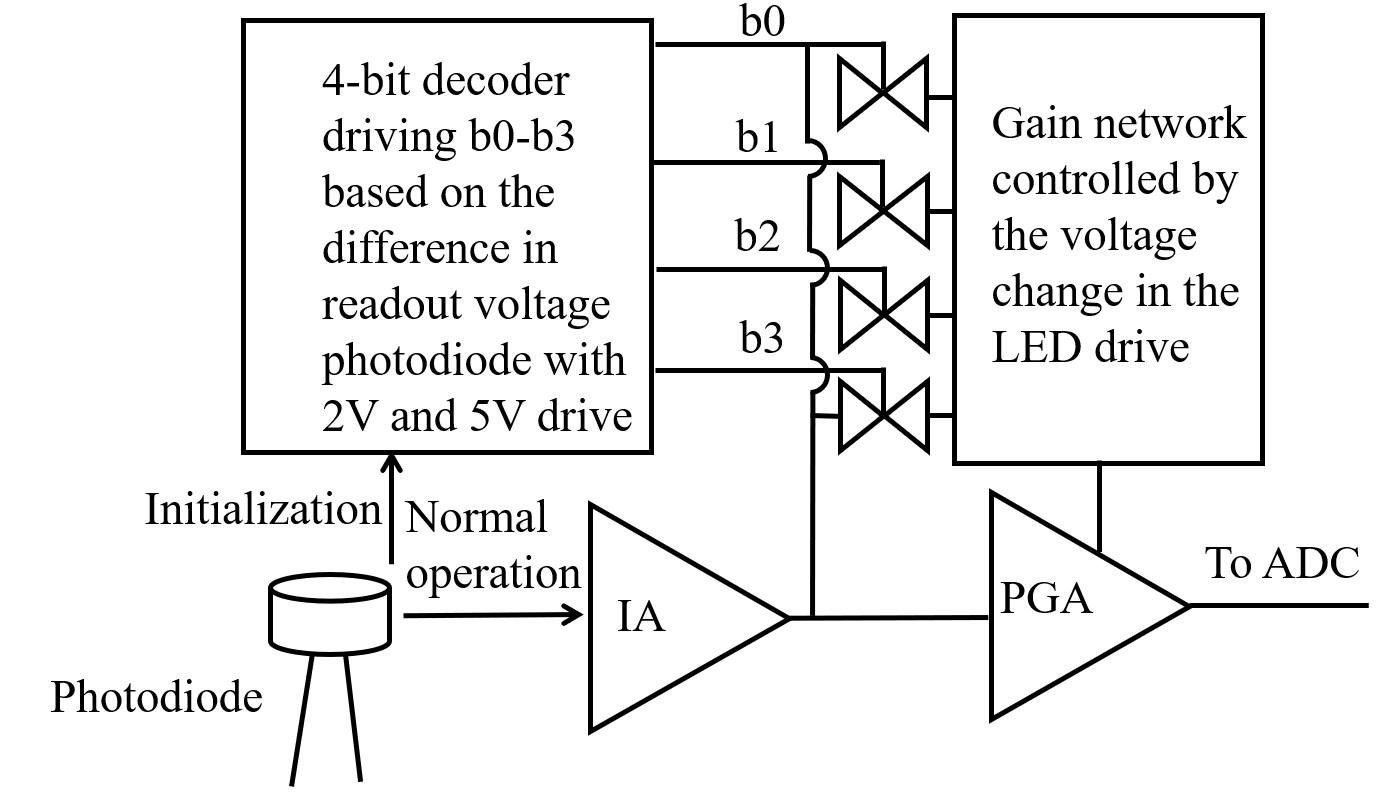 b0
4-bit decoder
driving b0-b3
based on the
difference in
readout voltage
photodiode with
2V and 5V drive
b1
b2
b3
Gain network
controlled by
the voltage
change in the
LED drive
Initialization
Normal
operation
IA
PGA
To ADC
Photodiode